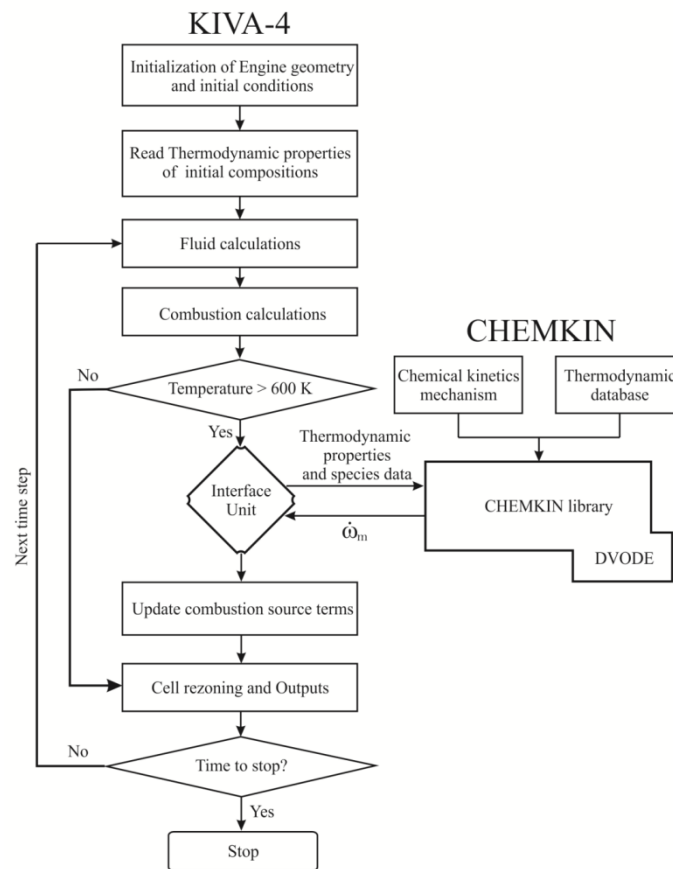 KIVA-4
Initialization of Engine geometry
and initial conditions
Read Thermodynamic properties
of initial compositions
Fluid calculations
Combustion calculations
CHEMKIN
No
Temperature > 600 K
Chemical kinetics
mechanism
Thermodynamic
database
Yes
Thermodynamic
properties
and species data
Interface
Unit
CHEMKIN library
ω̇m
DVODE
Next time step
Update combustion source terms
Cell rezoning and Outputs
No
Time to stop?
Yes
Stop